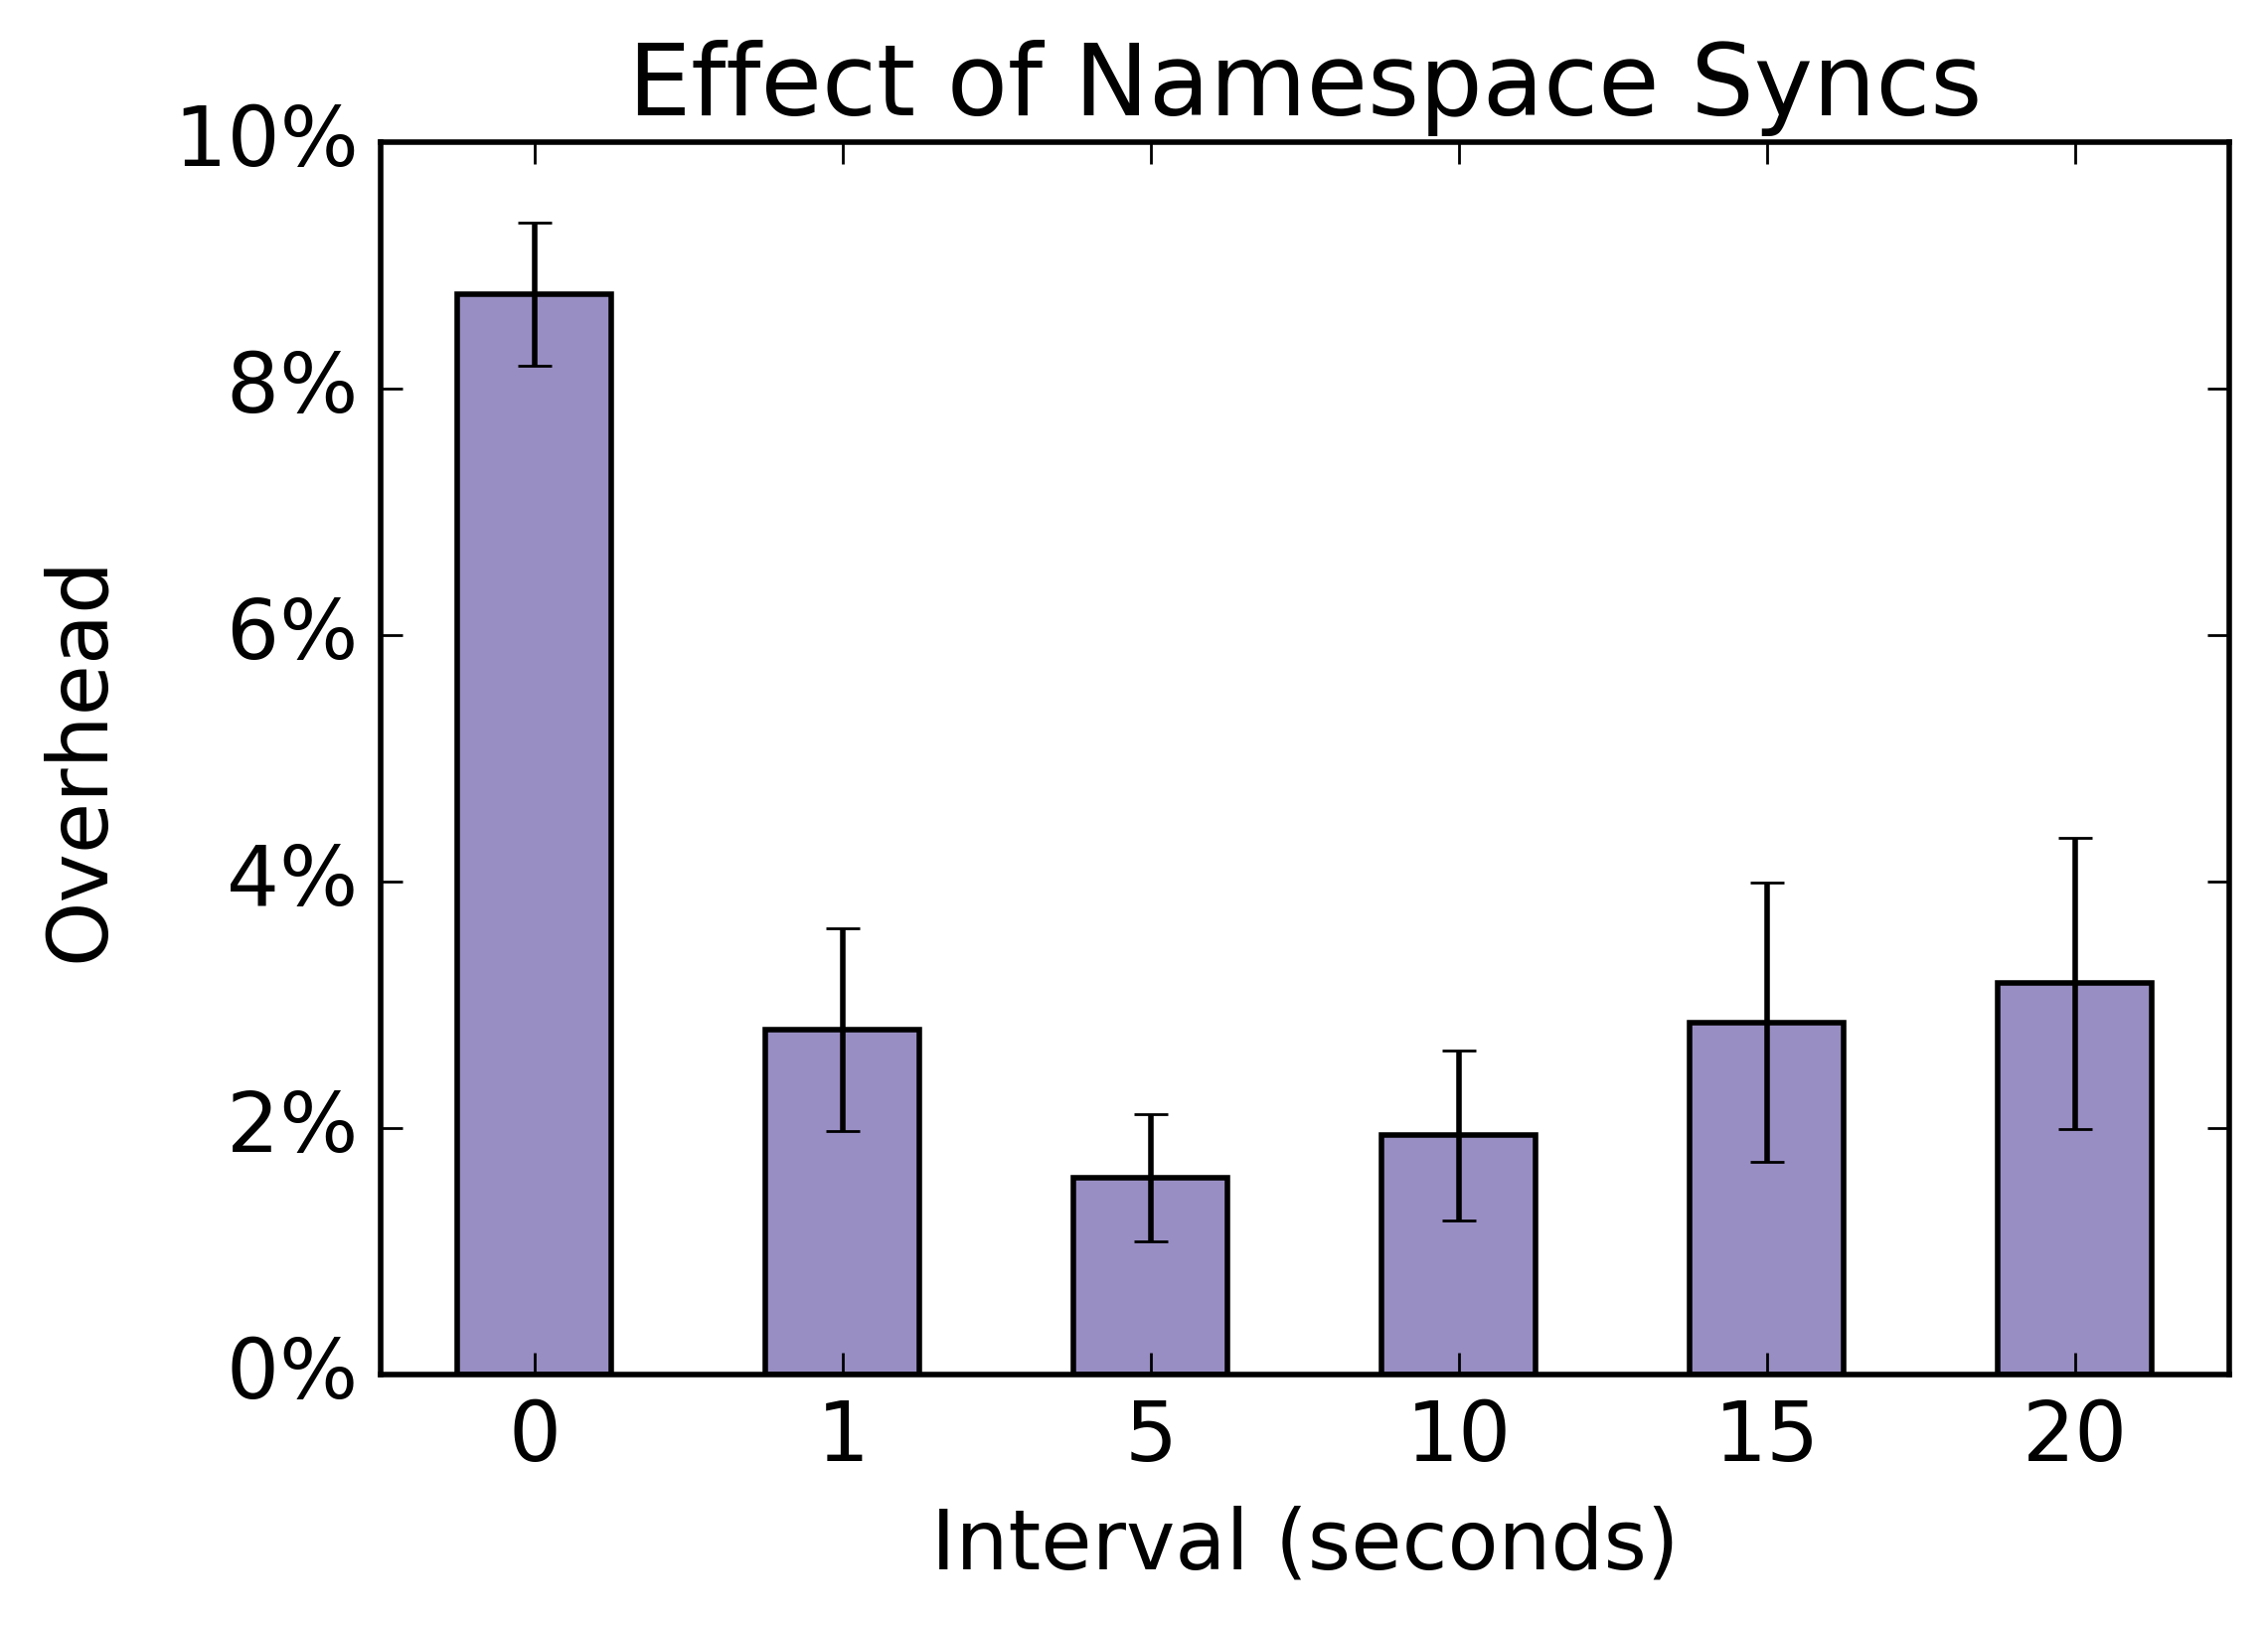 Effect of Namespace Syncs
10%
8%
6%
4%
2%
0%
Overhead
0 1 5 10 15 20
Interval (seconds)